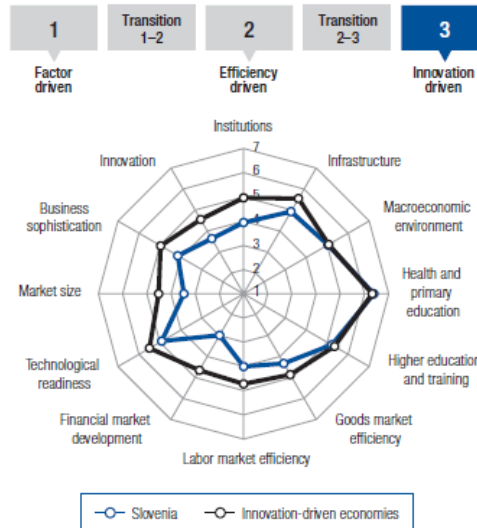 1
Transition
1–2
2
Transition
2–3
3
Factor
driven
Efficiency
driven
Innovation
driven
Institutions
7
6
5
4
3
2
1
Innovation
Infrastructure
Business
sophistication
Macroeconomic
environment
Market size
Health and
primary
education
Technological
readiness
Higher education
and training
Financial market
development
Goods market
efficiency
Labor market efficiency
Slovenia
Innovation-driven economies